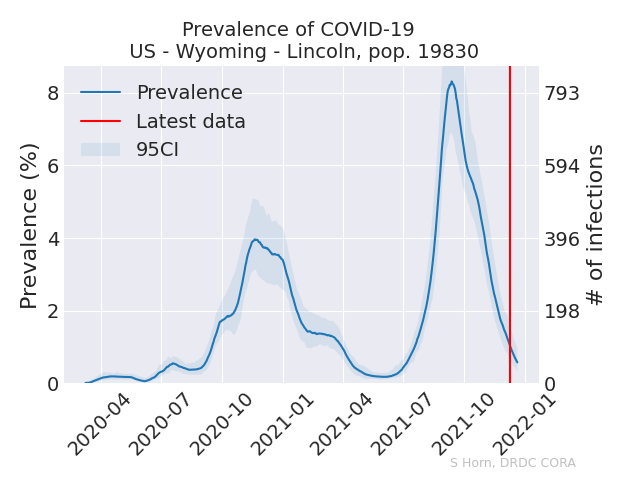 Prevalence of COVID-19
US - Wyoming - Lincoln, pop. 19830
Prevalence
Latest data
95CI
Prevalence (%)
8
6
4
2
0
793
594
396
198
0
# of infections
2020-04
2020-07
2020-10
2021-01
2021-04
2021-07
2021-10
2022-01
S Horn, DRDC CORA